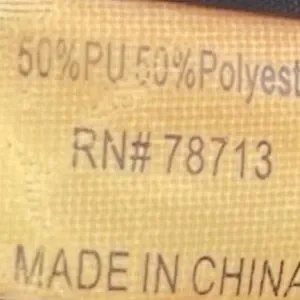 50%PU 50%Polyest
RN# 78713
MADE IN CHINA